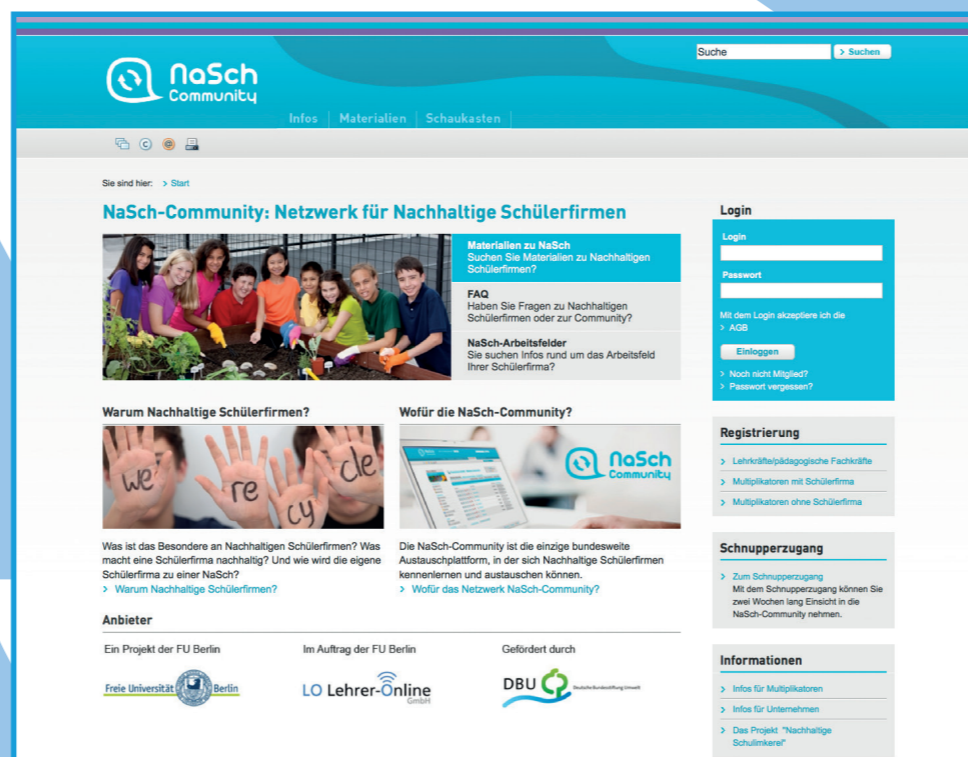 NaSch
Community
Suche
> Suchen
Infos
Materialien
Schaukasten
Sie sind hier: > Start
NaSch-Community: Netzwerk für Nachhaltige Schülerfirmen
Materialien zu NaSch
Suchen Sie Materialien zu Nachhaltigen
Schülerfirmen?
FAQ
Haben Sie Fragen zu Nachhaltigen
Schülerfirmen oder zur Community?
NaSch-Arbeitsfelder
Sie suchen Infos rund um das Arbeitsfeld
Ihrer Schülerfirma?
Warum Nachhaltige Schülerfirmen?
we re cy cle
Was ist das Besondere an Nachhaltigen Schülerfirmen? Was
macht eine Schülerfirma nachhaltig? Und wie wird die eigene
Schülerfirma zu einer NaSch?
> Warum Nachhaltige Schülerfirmen?
Wofür die NaSch-Community?
NaSch
Community
Die NaSch-Community ist die einzige bundesweite
Austauschplattform, in der sich Nachhaltige Schülerfirmen
kennenlernen und austauschen können.
> Wofür das Netzwerk NaSch-Community?
Anbieter
Ein Projekt der FU Berlin
Freie Universität Berlin
Im Auftrag der FU Berlin
LO Lehrer-Online
GmbH
Gefördert durch
DBU Deutsche Bundesstiftung Umwelt
Login
Login
Passwort
Mit dem Login akzeptiere ich die
> AGB
Einloggen
> Noch nicht Mitglied?
> Passwort vergessen?
Registrierung
> Lehrkräfte/pädagogische Fachkräfte
> Multiplikatoren mit Schülerfirma
> Multiplikatoren ohne Schülerfirma
Schnupperzugang
> Zum Schnupperzugang
Mit dem Schnupperzugang können Sie
zwei Wochen lang Einsicht in die
NaSch-Community nehmen.
Informationen
> Infos für Multiplikatoren
> Infos für Unternehmen
> Das Projekt "Nachhaltige
Schulimkerei"